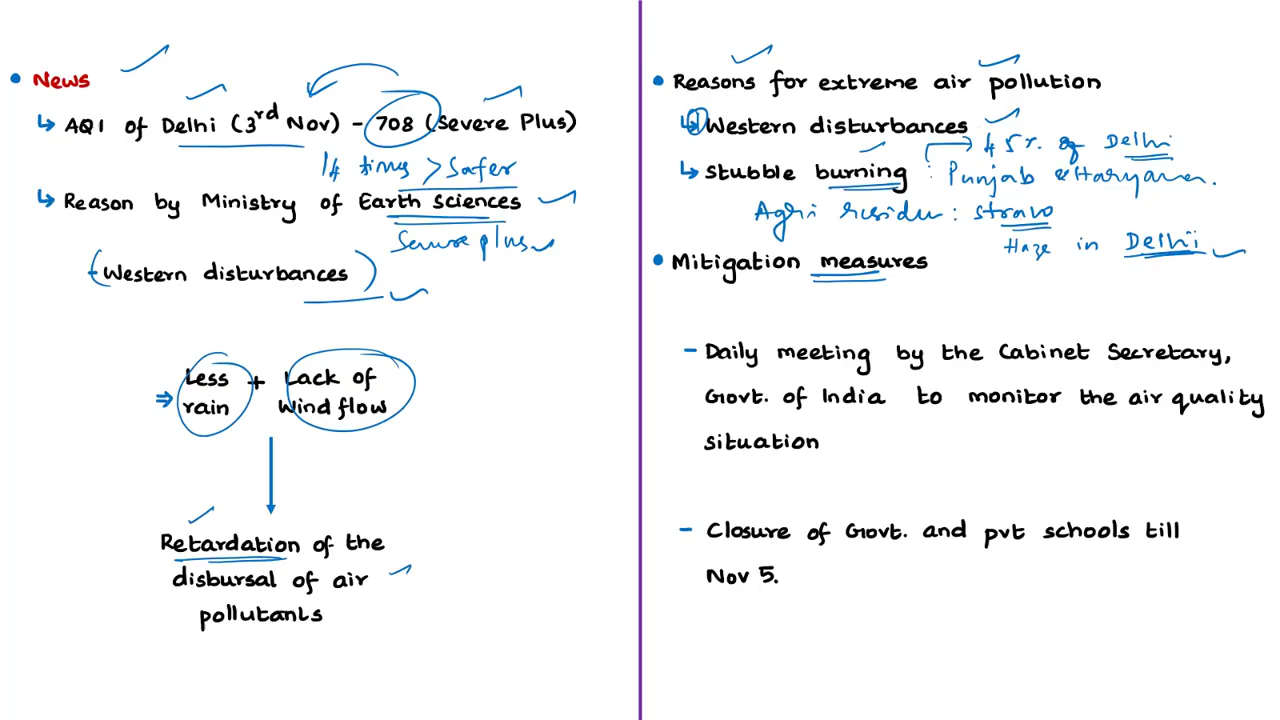 News
AQI of Delhi (3rd Nov) - 708 (Severe Plus)
14 times > Safer
Reason by Ministry of Earth sciences
Severe plus
(Western disturbances)
⇒ Less rain + Lack of wind flow
Retardation of the
disbursal of air
pollutants
Reasons for extreme air pollution
Western disturbances
of Delhi
Stubble burning : Punjab & Haryana.
Agri residue : straw
Haze in Delhi
Mitigation measures
- Daily meeting by the Cabinet Secretary,
Govt. of India to monitor the air quality
situation
- Closure of Govt. and pvt schools till
Nov 5.